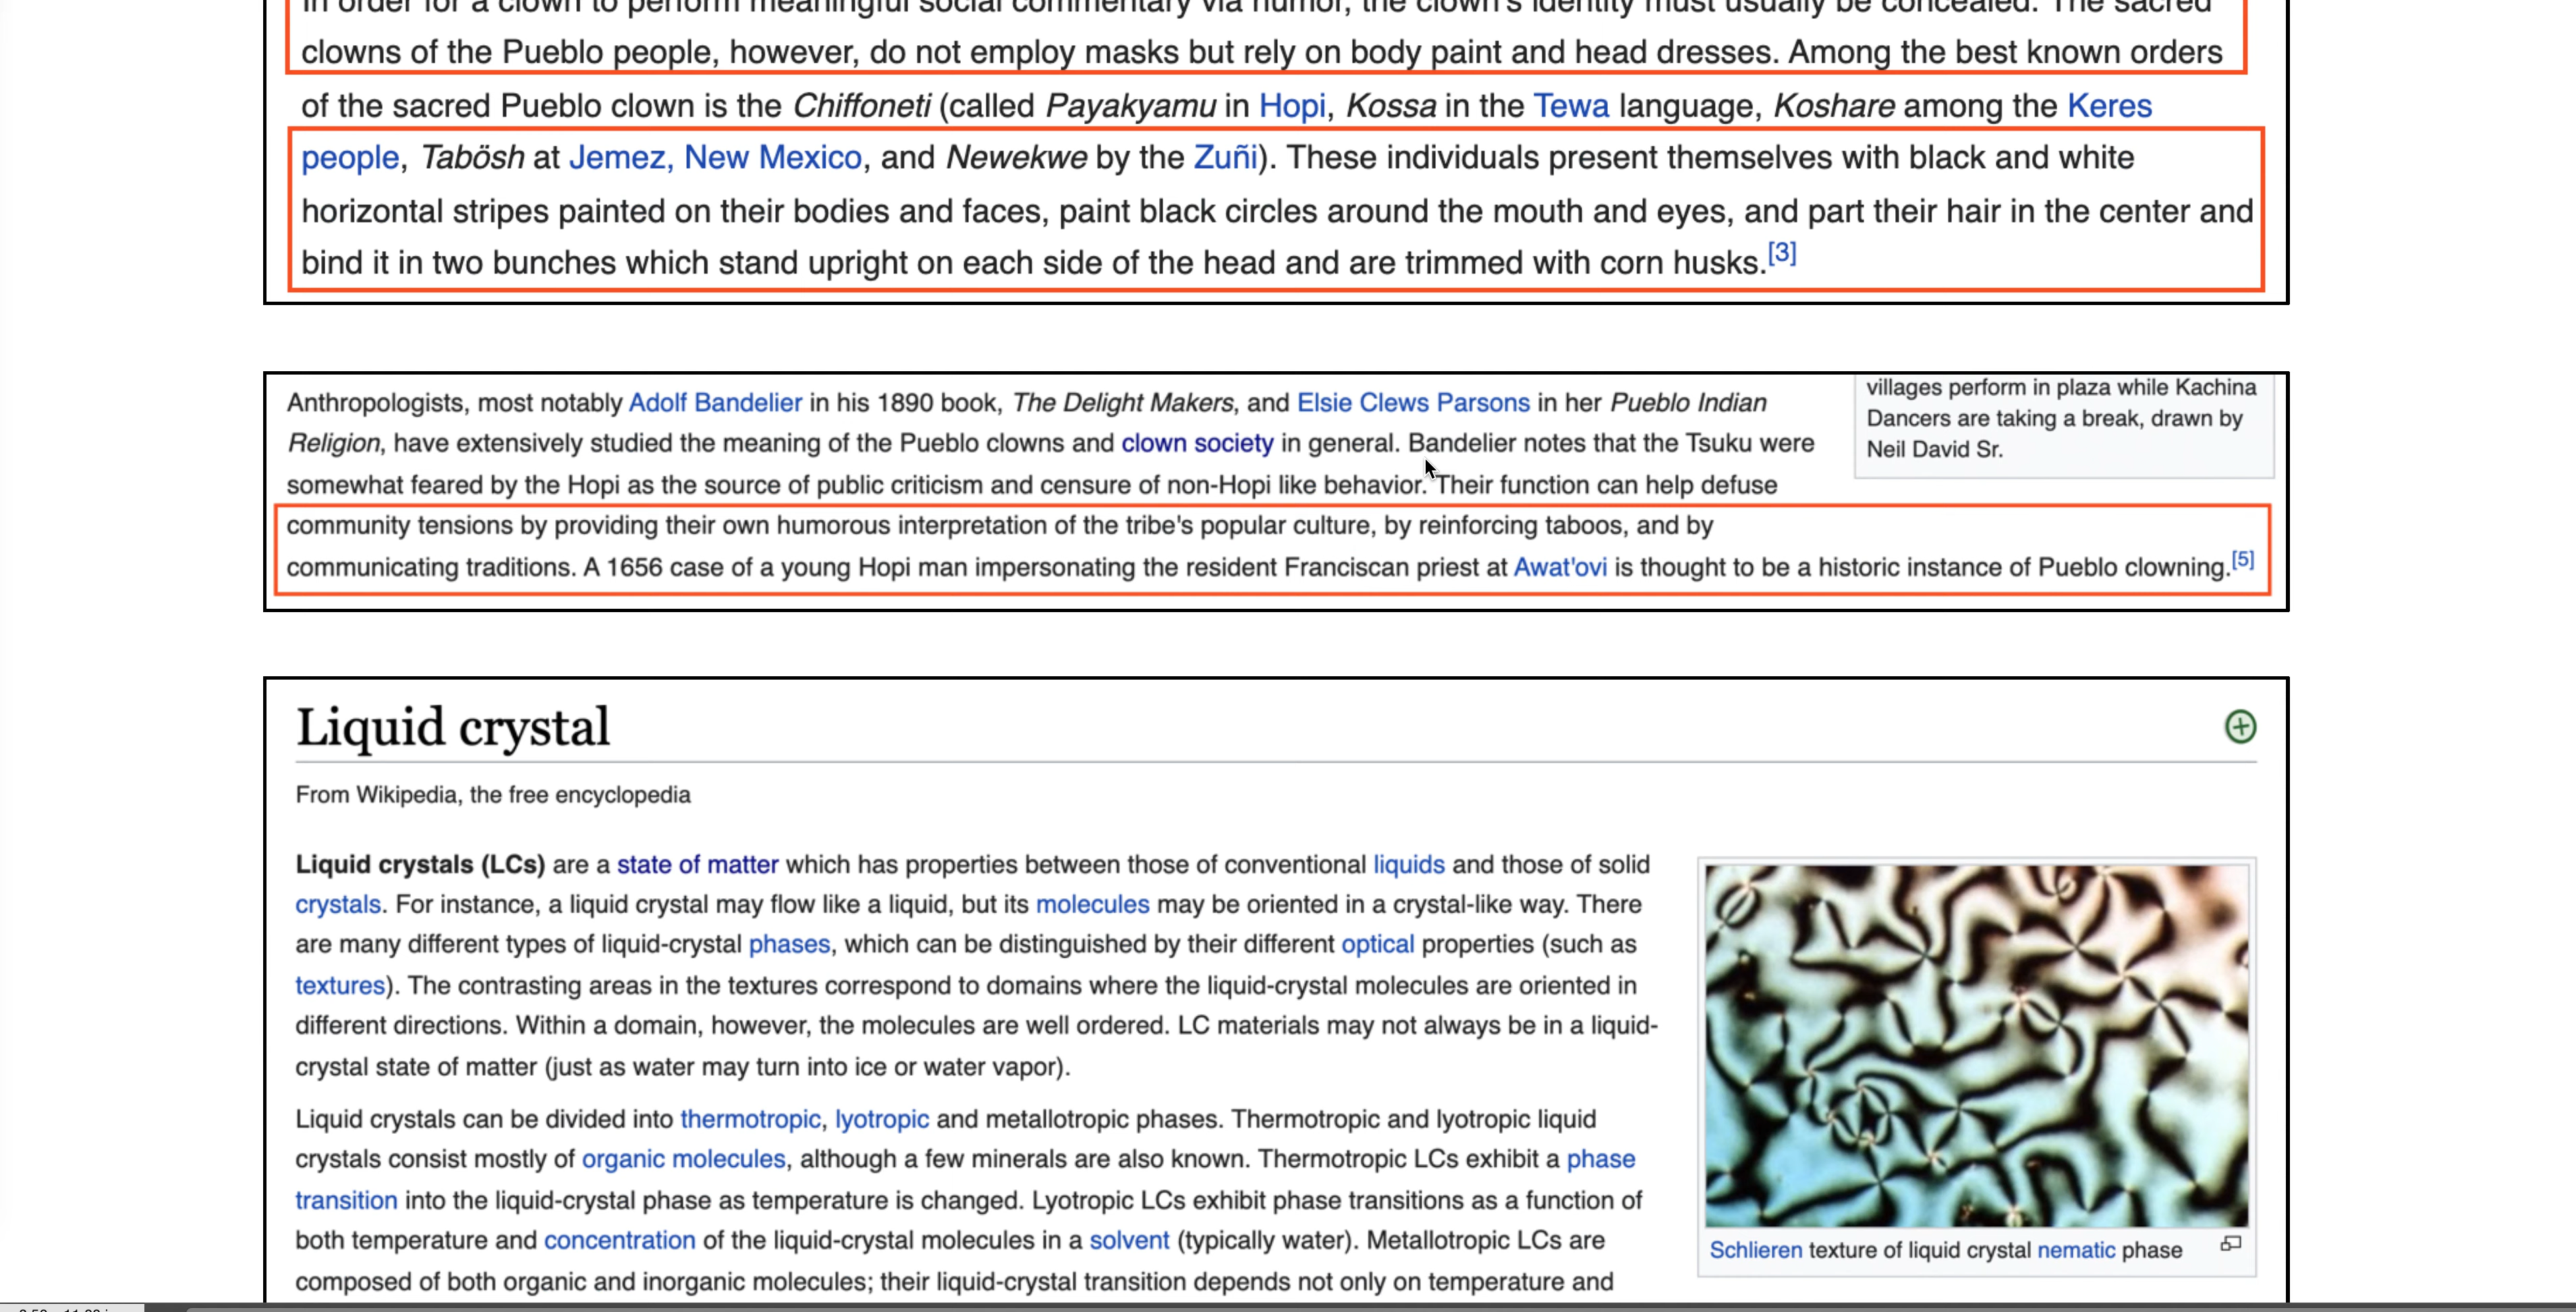 In order for a clown to perform meaningful social commentary via humor, the clown's identity must usually be concealed. The sacred
clowns of the Pueblo people, however, do not employ masks but rely on body paint and head dresses. Among the best known orders
of the sacred Pueblo clown is the Chiffoneti (called Payakyamu in Hopi, Kossa in the Tewa language, Koshare among the Keres
people, Tabösh at Jemez, New Mexico, and Newekwe by the Zuñi). These individuals present themselves with black and white
horizontal stripes painted on their bodies and faces, paint black circles around the mouth and eyes, and part their hair in the center and
bind it in two bunches which stand upright on each side of the head and are trimmed with corn husks.[3]
Anthropologists, most notably Adolf Bandelier in his 1890 book, The Delight Makers, and Elsie Clews Parsons in her Pueblo Indian
Religion, have extensively studied the meaning of the Pueblo clowns and clown society in general. Bandelier notes that the Tsuku were
somewhat feared by the Hopi as the source of public criticism and censure of non-Hopi like behavior. Their function can help defuse
community tensions by providing their own humorous interpretation of the tribe's popular culture, by reinforcing taboos, and by
communicating traditions. A 1656 case of a young Hopi man impersonating the resident Franciscan priest at Awat'ovi is thought to be a historic instance of Pueblo clowning.[5]
villages perform in plaza while Kachina
Dancers are taking a break, drawn by
Neil David Sr.
Liquid crystal
From Wikipedia, the free encyclopedia
Liquid crystals (LCs) are a state of matter which has properties between those of conventional liquids and those of solid
crystals. For instance, a liquid crystal may flow like a liquid, but its molecules may be oriented in a crystal-like way. There
are many different types of liquid-crystal phases, which can be distinguished by their different optical properties (such as
textures). The contrasting areas in the textures correspond to domains where the liquid-crystal molecules are oriented in
different directions. Within a domain, however, the molecules are well ordered. LC materials may not always be in a liquid-
crystal state of matter (just as water may turn into ice or water vapor).
Liquid crystals can be divided into thermotropic, lyotropic and metallotropic phases. Thermotropic and lyotropic liquid
crystals consist mostly of organic molecules, although a few minerals are also known. Thermotropic LCs exhibit a phase
transition into the liquid-crystal phase as temperature is changed. Lyotropic LCs exhibit phase transitions as a function of
both temperature and concentration of the liquid-crystal molecules in a solvent (typically water). Metallotropic LCs are
composed of both organic and inorganic molecules; their liquid-crystal transition depends not only on temperature and
Schlieren texture of liquid crystal nematic phase